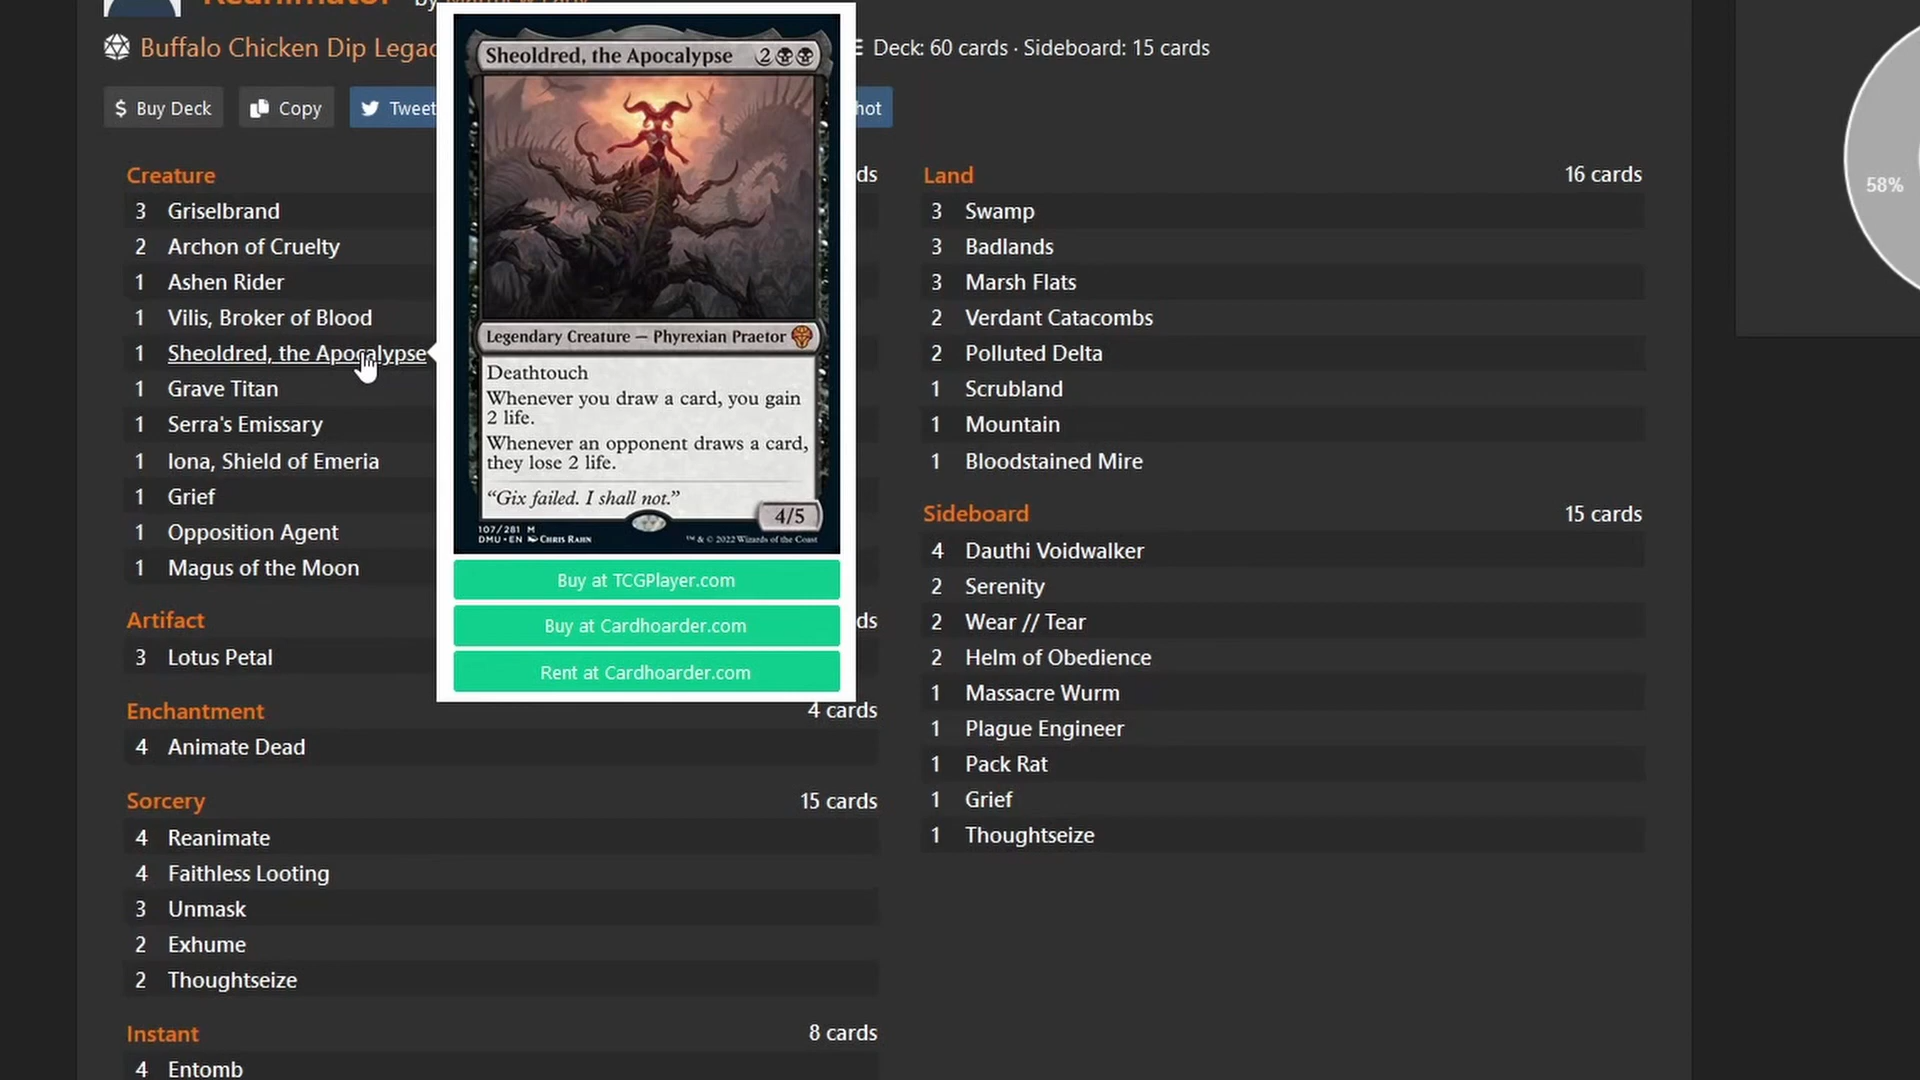 by
Buffalo Chicken Dip Legac
Deck: 60 cards · Sideboard: 15 cards
$ Buy Deck
Copy
Tweet
hot
Creature
ds
3 Griselbrand
2 Archon of Cruelty
1 Ashen Rider
1 Vilis, Broker of Blood
1 Sheoldred, the Apocalypse
1 Grave Titan
1 Serra's Emissary
1 Iona, Shield of Emeria
1 Grief
1 Opposition Agent
1 Magus of the Moon
Artifact
ds
3 Lotus Petal
Enchantment
4 cards
4 Animate Dead
Sorcery
15 cards
4 Reanimate
4 Faithless Looting
3 Unmask
2 Exhume
2 Thoughtseize
Instant
8 cards
4 Entomb
Sheoldred, the Apocalypse 2
Legendary Creature — Phyrexian Praetor
Deathtouch
Whenever you draw a card, you gain
2 life.
Whenever an opponent draws a card,
they lose 2 life.
“Gix failed. I shall not.”
4/5
107/281 M
DMU • EN Chris Rahn
™ & © 2022 Wizards of the Coast
Buy at TCGPlayer.com
Buy at Cardhoarder.com
Rent at Cardhoarder.com
Land
16 cards
3 Swamp
3 Badlands
3 Marsh Flats
2 Verdant Catacombs
2 Polluted Delta
1 Scrubland
1 Mountain
1 Bloodstained Mire
Sideboard
15 cards
4 Dauthi Voidwalker
2 Serenity
2 Wear // Tear
2 Helm of Obedience
1 Massacre Wurm
1 Plague Engineer
1 Pack Rat
1 Grief
1 Thoughtseize
58%